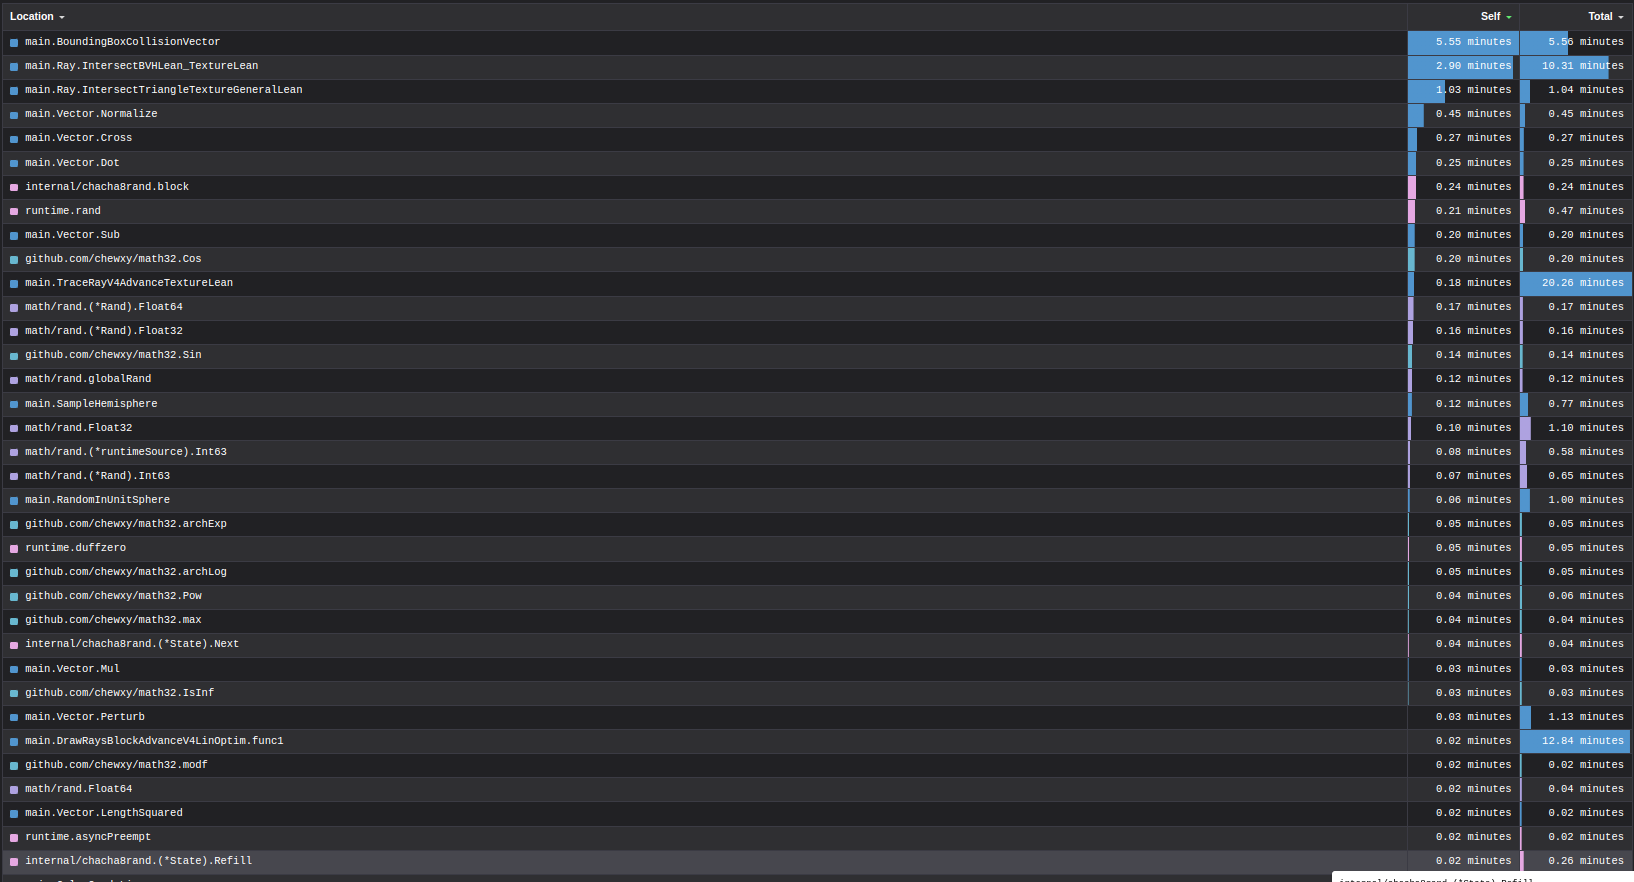 Location Self Total
main.BoundingBoxCollisionVector 5.55 minutes 5.56 minutes
main.Ray.IntersectBVHLean_TextureLean 2.90 minutes 10.31 minutes
main.Ray.IntersectTriangleTextureGeneralLean 1.03 minutes 1.04 minutes
main.Vector.Normalize 0.45 minutes 0.45 minutes
main.Vector.Cross 0.27 minutes 0.27 minutes
main.Vector.Dot 0.25 minutes 0.25 minutes
internal/chacha8rand.block 0.24 minutes 0.24 minutes
runtime.rand 0.21 minutes 0.47 minutes
main.Vector.Sub 0.20 minutes 0.20 minutes
github.com/chewxy/math32.Cos 0.20 minutes 0.20 minutes
main.TraceRayV4AdvanceTextureLean 0.18 minutes 20.26 minutes
math/rand.(*Rand).Float64 0.17 minutes 0.17 minutes
math/rand.(*Rand).Float32 0.16 minutes 0.16 minutes
github.com/chewxy/math32.Sin 0.14 minutes 0.14 minutes
math/rand.globalRand 0.12 minutes 0.12 minutes
main.SampleHemisphere 0.12 minutes 0.77 minutes
math/rand.Float32 0.10 minutes 1.10 minutes
math/rand.(*runtimeSource).Int63 0.08 minutes 0.58 minutes
math/rand.(*Rand).Int63 0.07 minutes 0.65 minutes
main.RandomInUnitSphere 0.06 minutes 1.00 minutes
github.com/chewxy/math32.archExp 0.05 minutes 0.05 minutes
runtime.duffzero 0.05 minutes 0.05 minutes
github.com/chewxy/math32.archLog 0.05 minutes 0.05 minutes
github.com/chewxy/math32.Pow 0.04 minutes 0.06 minutes
github.com/chewxy/math32.max 0.04 minutes 0.04 minutes
internal/chacha8rand.(*State).Next 0.04 minutes 0.04 minutes
main.Vector.Mul 0.03 minutes 0.03 minutes
github.com/chewxy/math32.IsInf 0.03 minutes 0.03 minutes
main.Vector.Perturb 0.03 minutes 1.13 minutes
main.DrawRaysBlockAdvanceV4LinOptim.func1 0.02 minutes 12.84 minutes
github.com/chewxy/math32.modf 0.02 minutes 0.02 minutes
math/rand.Float64 0.02 minutes 0.04 minutes
main.Vector.LengthSquared 0.02 minutes 0.02 minutes
runtime.asyncPreempt 0.02 minutes 0.02 minutes
internal/chacha8rand.(*State).Refill 0.02 minutes 0.26 minutes
internal/chacha8rand.(*State).Refill